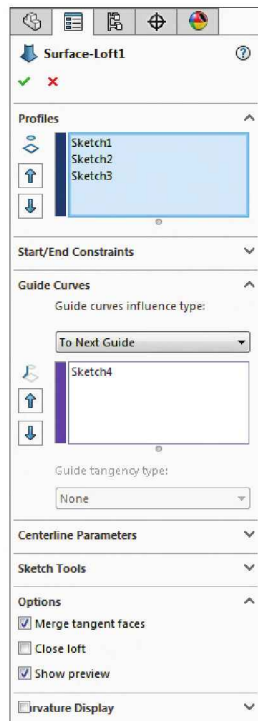 Surface-Loft1
Profiles
Sketch1
Sketch2
Sketch3
Start/End Constraints
Guide Curves
Guide curves influence type:
To Next Guide
Sketch4
Guide tangency type:
None
Centerline Parameters
Sketch Tools
Options
Merge tangent faces
Close loft
Show preview
urvature Display